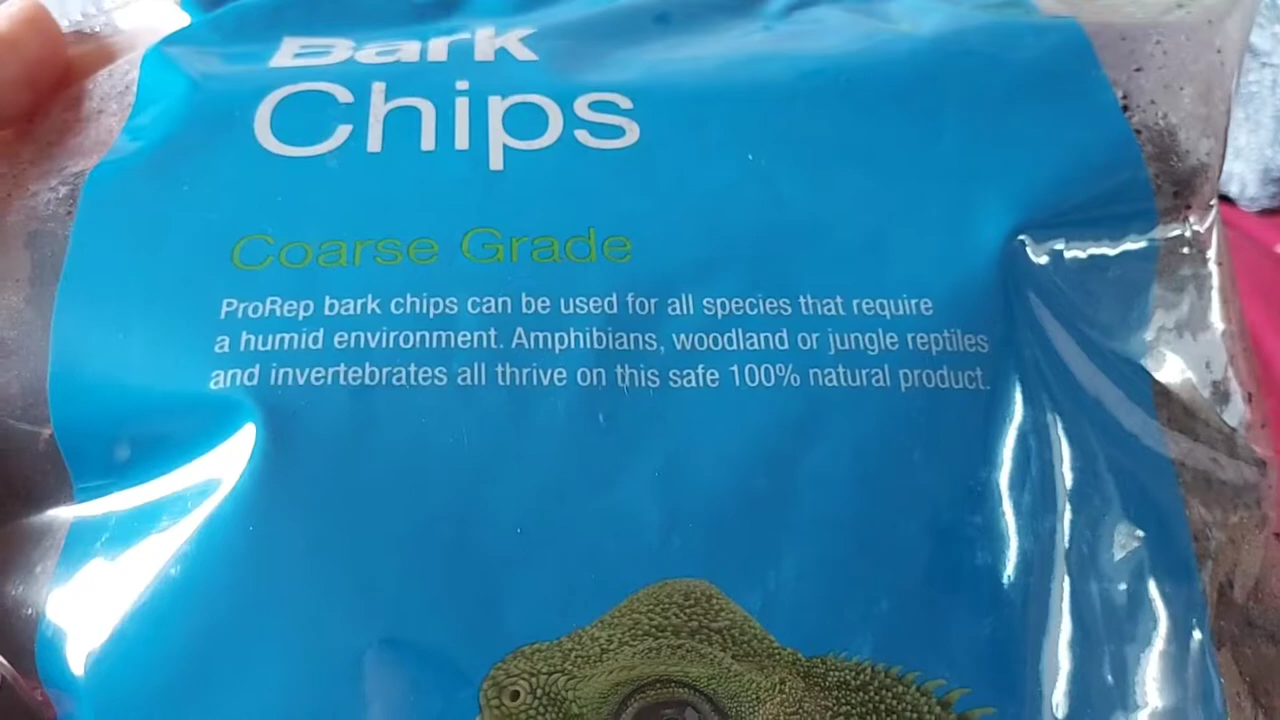 Bark
Chips
Coarse Grade
ProRep bark chips can be used for all species that require
a humid environment. Amphibians, woodland or jungle reptiles
and invertebrates all thrive on this safe 100% natural product.